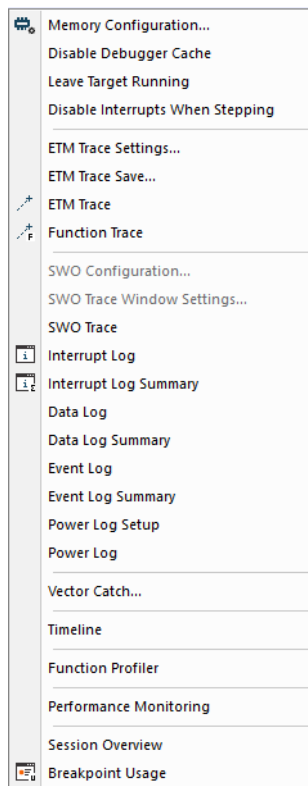 Memory Configuration...
Disable Debugger Cache
Leave Target Running
Disable Interrupts When Stepping
ETM Trace Settings...
ETM Trace Save...
ETM Trace
Function Trace
SWO Configuration...
SWO Trace Window Settings...
SWO Trace
Interrupt Log
Interrupt Log Summary
Data Log
Data Log Summary
Event Log
Event Log Summary
Power Log Setup
Power Log
Vector Catch...
Timeline
Function Profiler
Performance Monitoring
Session Overview
Breakpoint Usage